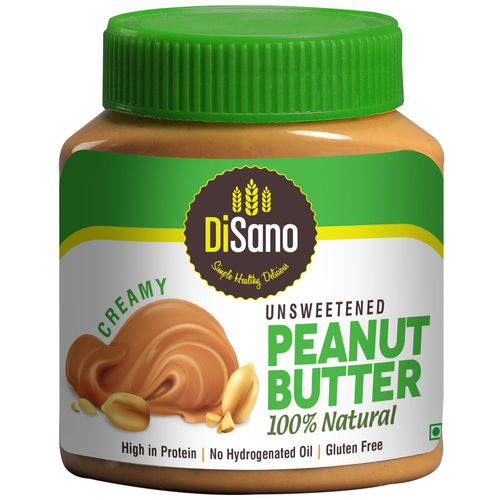 DiSano
Simple Healthy Delicious
CREAMY
UNSWEETENED
PEANUT
BUTTER
100% Natural
High in Protein | No Hydrogenated Oil | Gluten Free